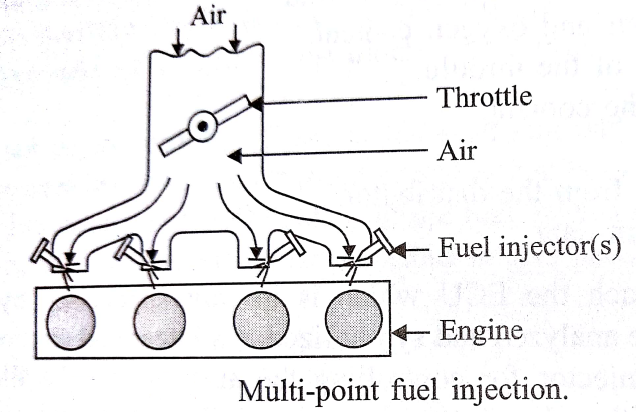 Air
Throttle
Air
Fuel injector(s)
Engine
Multi-point fuel injection.